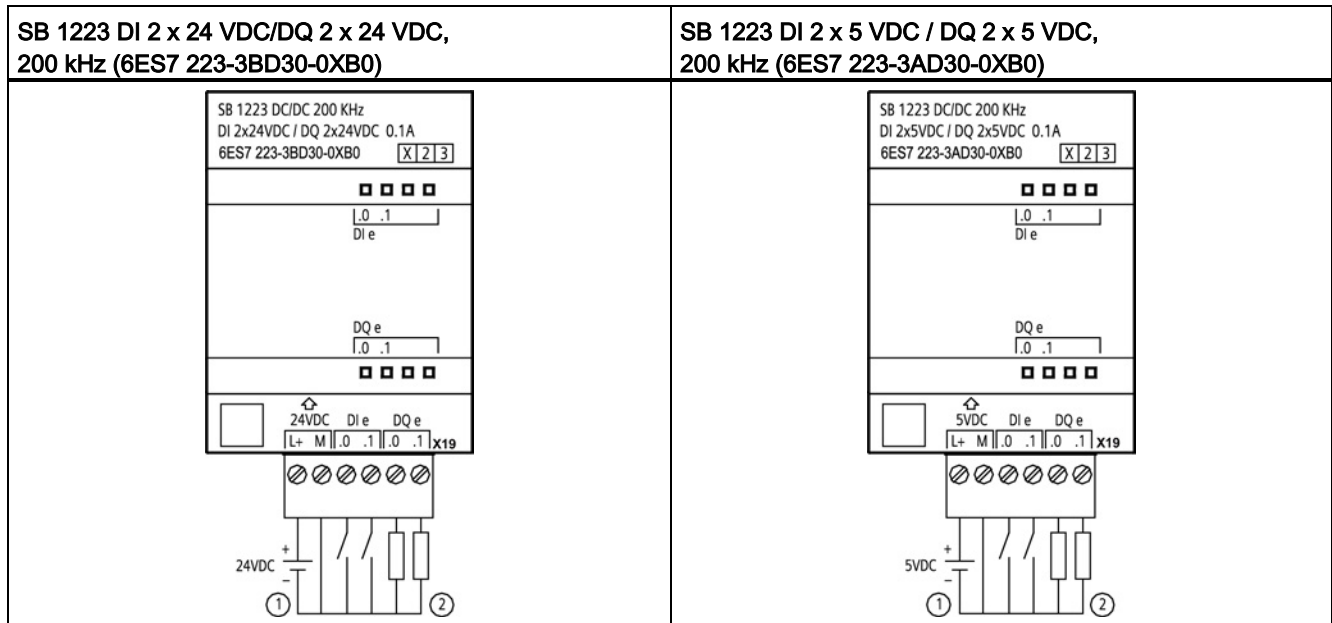 SB 1223 DI 2 x 24 VDC/DQ 2 x 24 VDC,
200 kHz (6ES7 223-3BD30-0XB0)
SB 1223 DC/DC 200 KHz
DI 2x24VDC / DQ 2x24VDC 0.1A
6ES7 223-3BD30-0XB0 X 2 3
.0 .1
DI e
DQ e
.0 .1
24VDC DI e DQ e
L+ M .0 .1 .0 .1 X19
+
24VDC
–
① ②
SB 1223 DI 2 x 5 VDC / DQ 2 x 5 VDC,
200 kHz (6ES7 223-3AD30-0XB0)
SB 1223 DC/DC 200 KHz
DI 2x5VDC / DQ 2x5VDC 0.1A
6ES7 223-3AD30-0XB0 X 2 3
.0 .1
DI e
DQ e
.0 .1
5VDC DI e DQ e
L+ M .0 .1 .0 .1 X19
+
5VDC
–
① ②